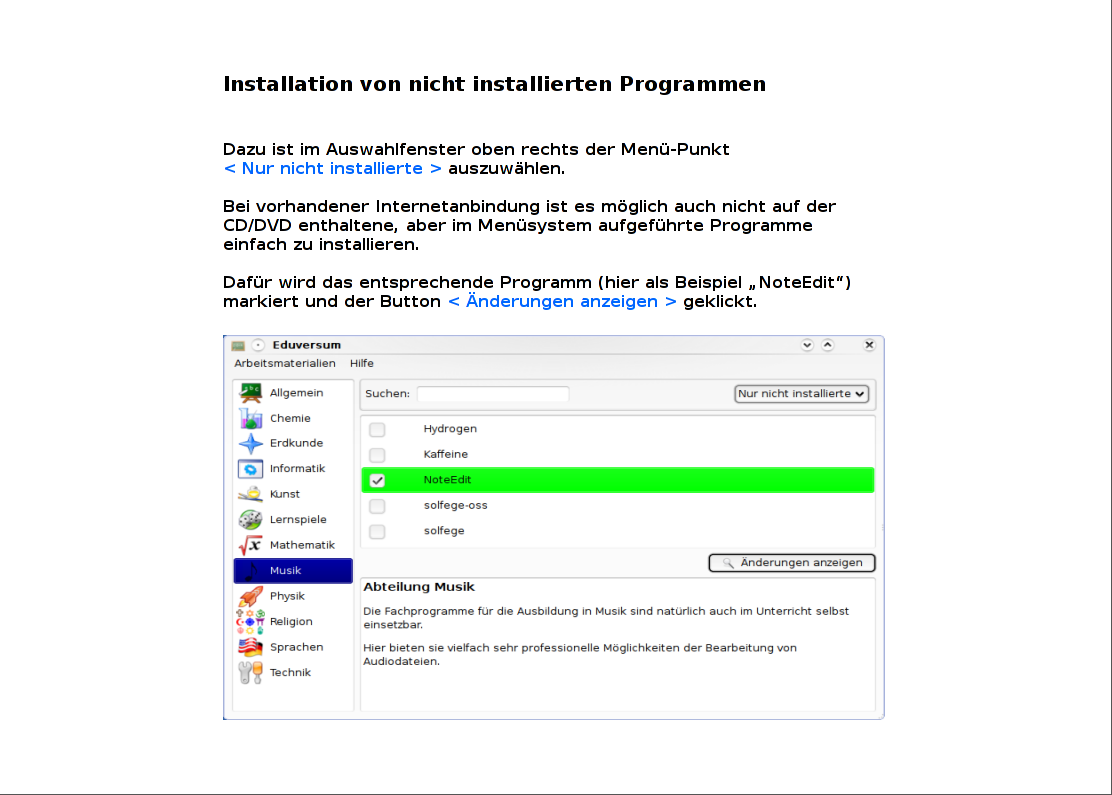 Installation von nicht installierten Programmen
Dazu ist im Auswahlfenster oben rechts der Menü-Punkt
< Nur nicht installierte > auszuwählen.
Bei vorhandener Internetanbindung ist es möglich auch nicht auf der
CD/DVD enthaltene, aber im Menüsystem aufgeführte Programme
einfach zu installieren.
Dafür wird das entsprechende Programm (hier als Beispiel „NoteEdit“)
markiert und der Button < Änderungen anzeigen > geklickt.
Eduversum
Arbeitsmaterialien Hilfe
Allgemein
Chemie
Erdkunde
Informatik
Kunst
Lernspiele
Mathematik
Musik
Physik
Religion
Sprachen
Technik
Suchen: Nur nicht installierte
Hydrogen
Kaffeine
NoteEdit
solfege-oss
solfege
Änderungen anzeigen
Abteilung Musik
Die Fachprogramme für die Ausbildung in Musik sind natürlich auch im Unterricht selbst
einsetzbar.
Hier bieten sie vielfach sehr professionelle Möglichkeiten der Bearbeitung von
Audiodateien.